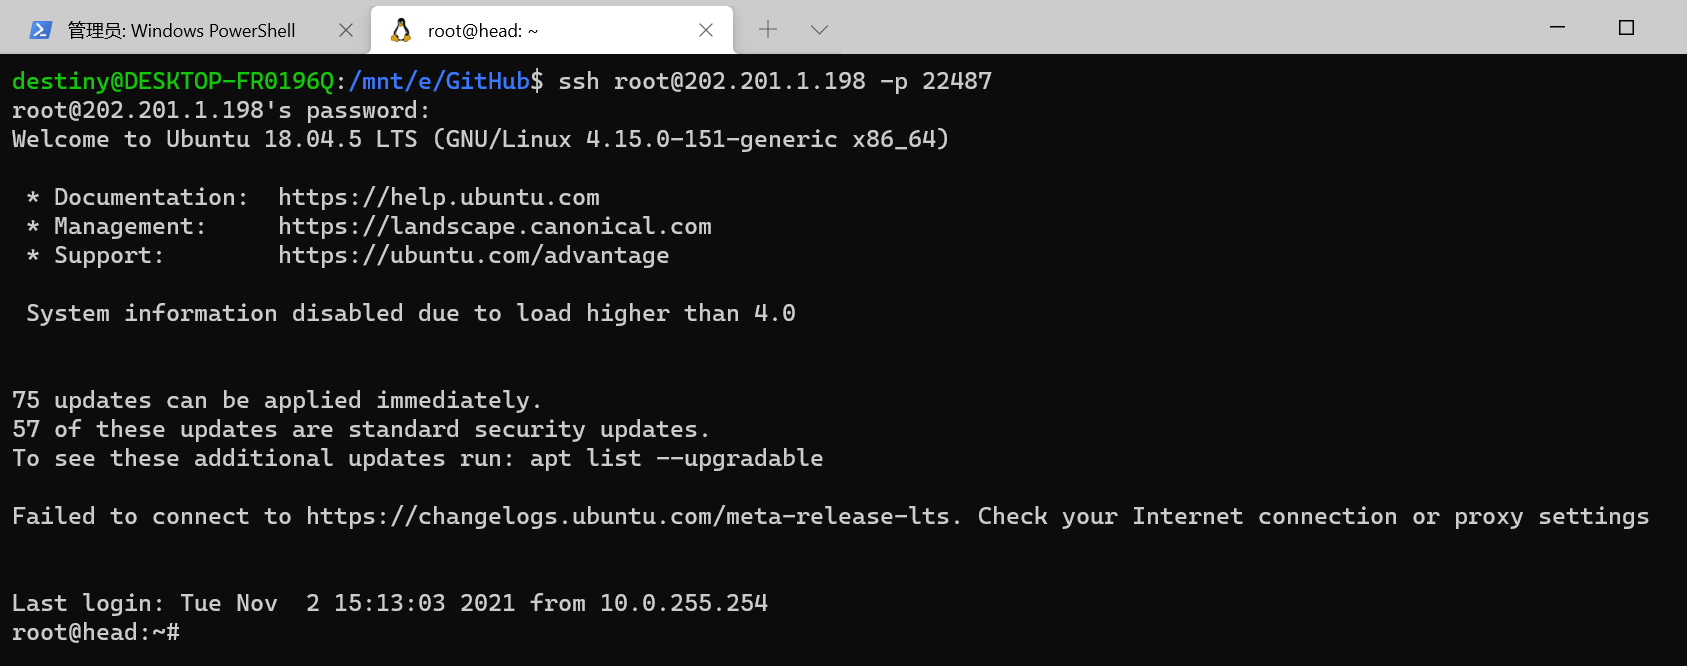 管理员: Windows PowerShell
root@head: ~
destiny@DESKTOP-FR0196Q:/mnt/e/GitHub$ ssh root@202.201.1.198 -p 22487
root@202.201.1.198's password:
Welcome to Ubuntu 18.04.5 LTS (GNU/Linux 4.15.0-151-generic x86_64)
* Documentation:  https://help.ubuntu.com
* Management:     https://landscape.canonical.com
* Support:        https://ubuntu.com/advantage
System information disabled due to load higher than 4.0
75 updates can be applied immediately.
57 of these updates are standard security updates.
To see these additional updates run: apt list --upgradable
Failed to connect to https://changelogs.ubuntu.com/meta-release-lts. Check your Internet connection or proxy settings
Last login: Tue Nov  2 15:13:03 2021 from 10.0.255.254
root@head:~#